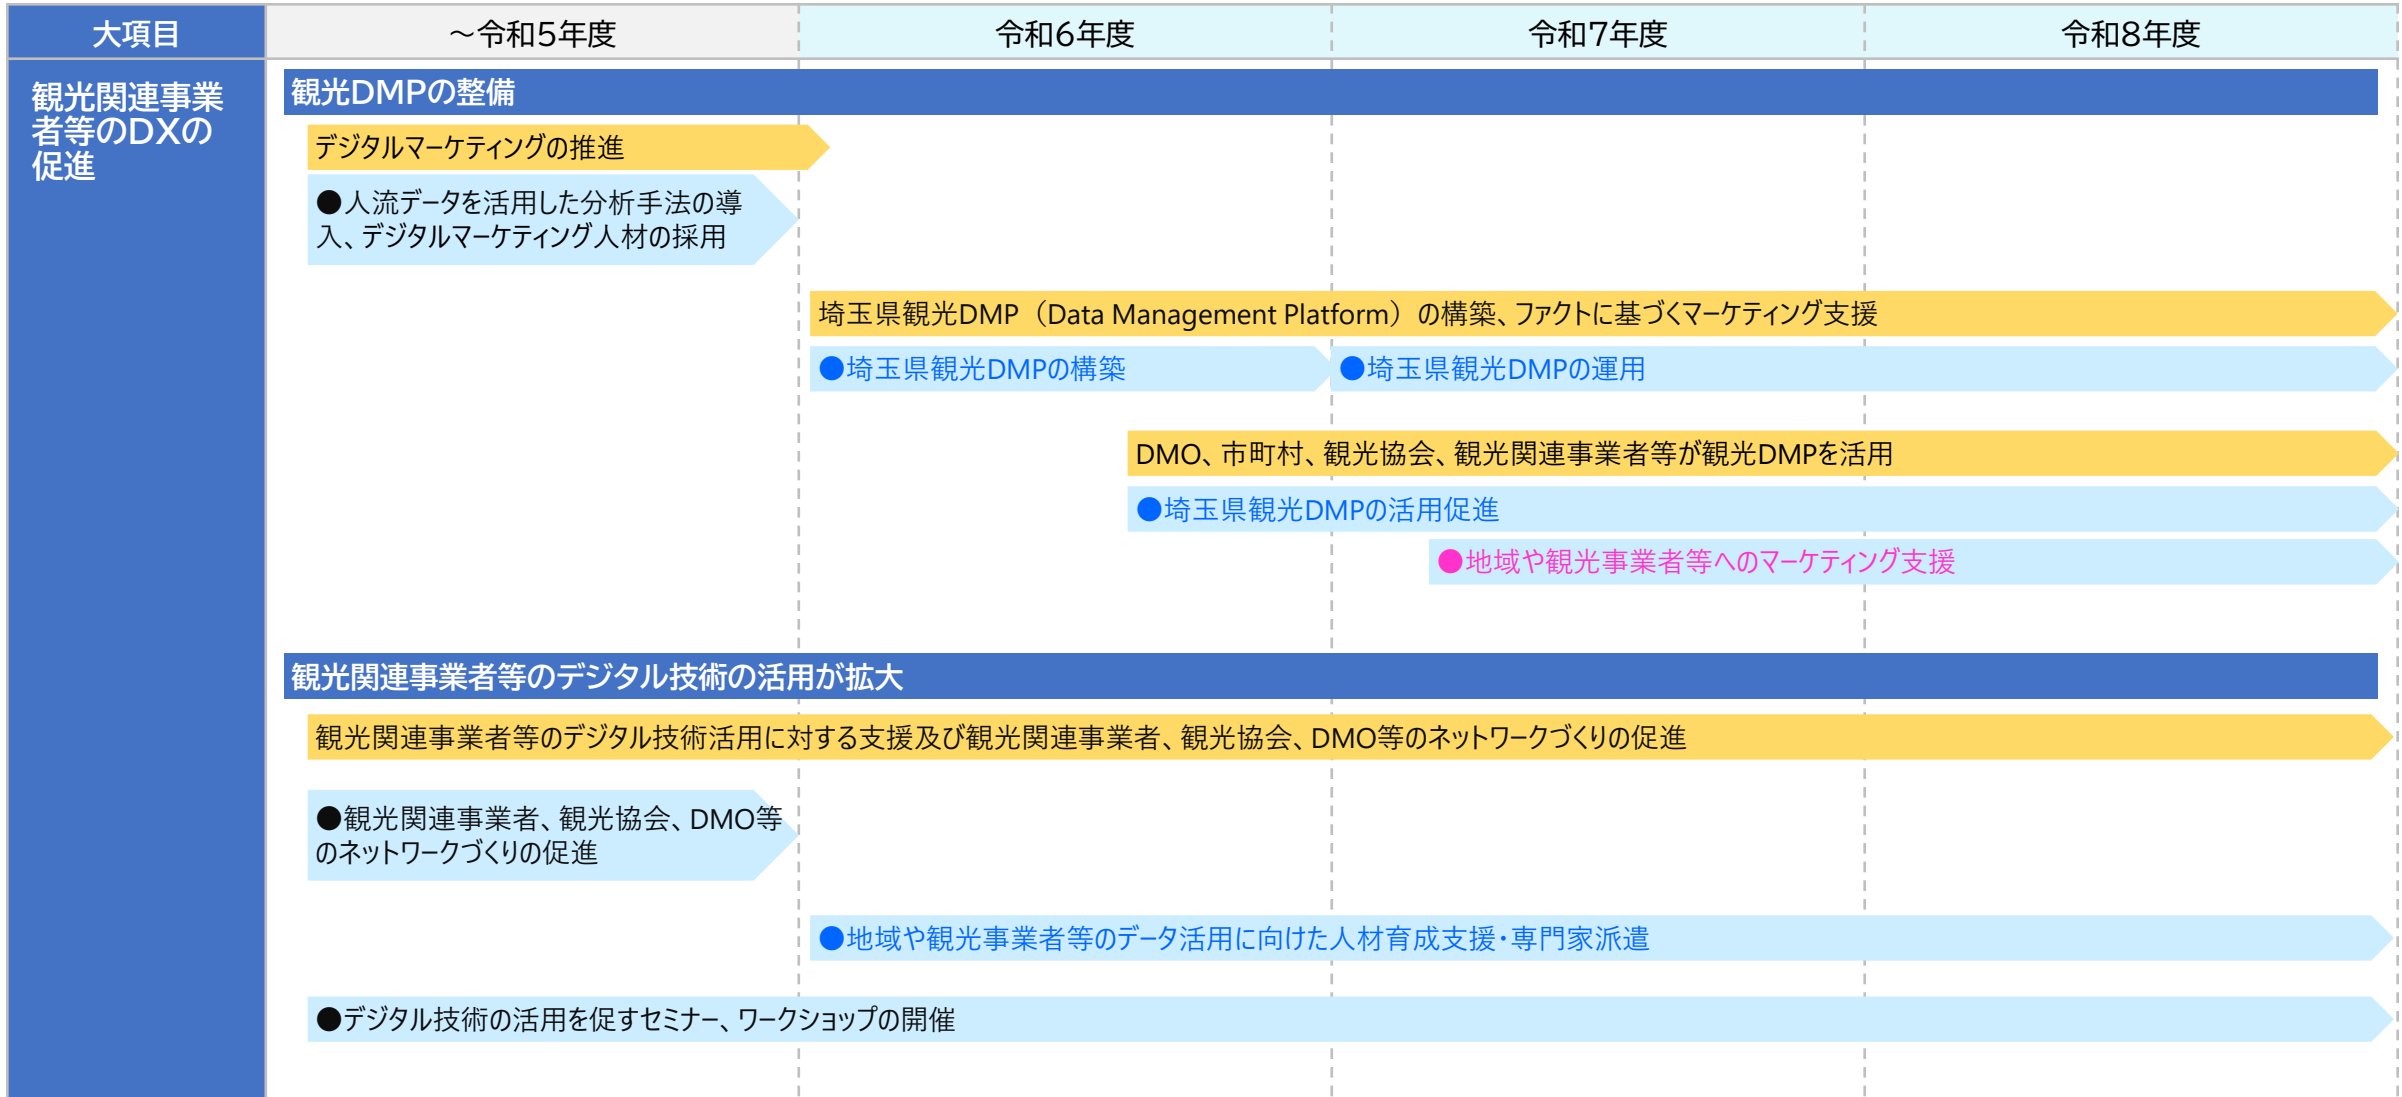 大項目
～令和5年度
令和6年度
令和7年度
令和8年度
観光関連事業
者等のDXの
促進
観光DMPの整備
デジタルマーケティングの推進
●人流データを活用した分析手法の導
入、デジタルマーケティング人材の採用
埼玉県観光DMP（Data Management Platform）の構築、ファクトに基づくマーケティング支援
●埼玉県観光DMPの構築
●埼玉県観光DMPの運用
DMO、市町村、観光協会、観光関連事業者等が観光DMPを活用
●埼玉県観光DMPの活用促進
●地域や観光事業者等へのマーケティング支援
観光関連事業者等のデジタル技術の活用が拡大
観光関連事業者等のデジタル技術活用に対する支援及び観光関連事業者、観光協会、DMO等のネットワークづくりの促進
●観光関連事業者、観光協会、DMO等
のネットワークづくりの促進
●地域や観光事業者等のデータ活用に向けた人材育成支援・専門家派遣
●デジタル技術の活用を促すセミナー、ワークショップの開催